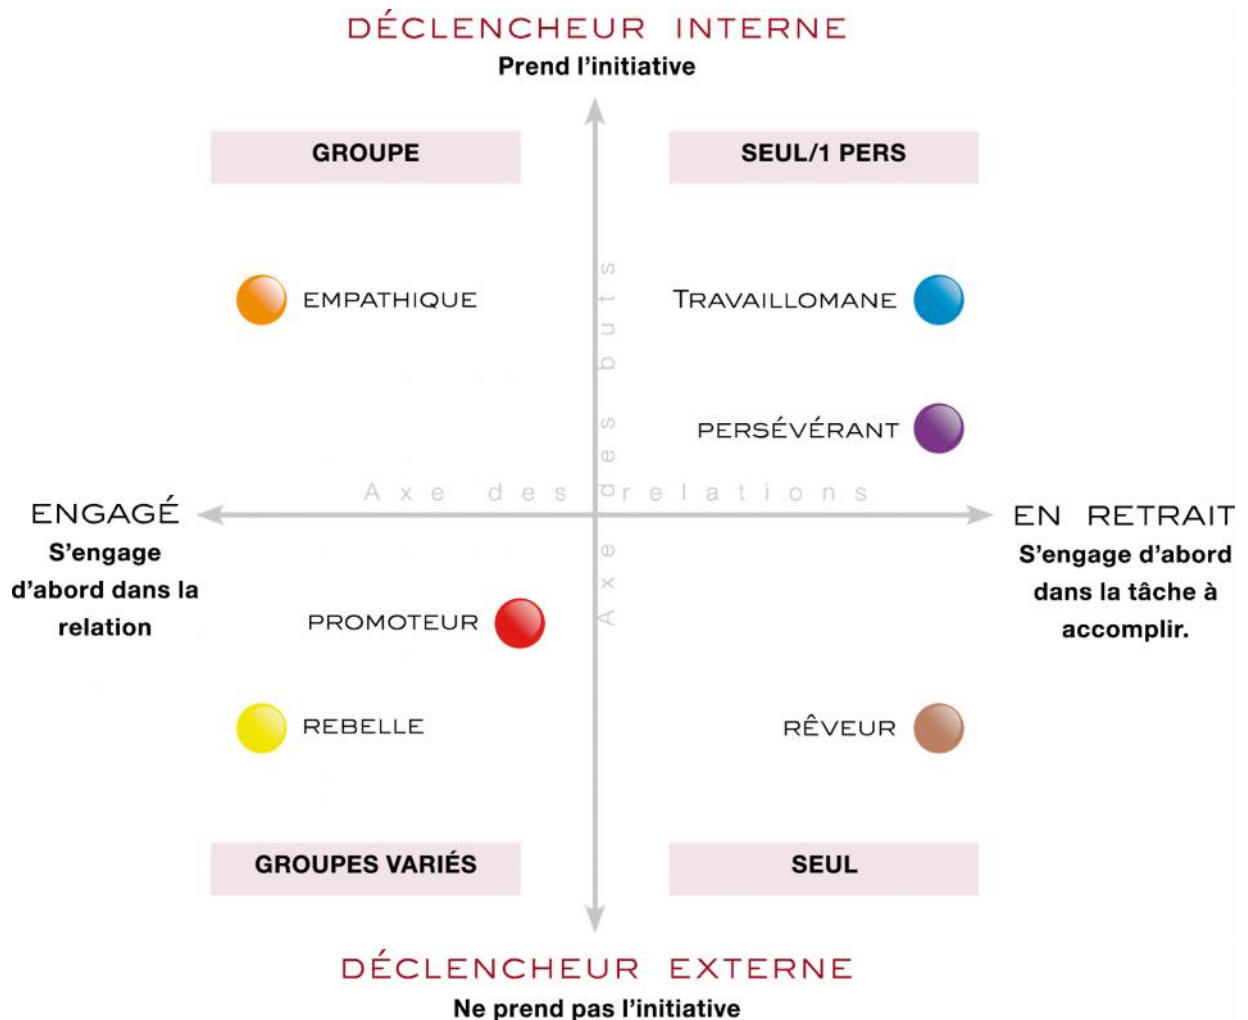 DÉCLENCHEUR INTERNE
Prend l'initiative
GROUPE
SEUL/1 PERS
EMPATHIQUE
TRAVAILLOMANE
PERSÉVÉRANT
Axe des relations
Axe des buts
ENGAGÉ
S'engage
d'abord dans la
relation
EN RETRAIT
S'engage d'abord
dans la tâche à
accomplir.
PROMOTEUR
REBELLE
RÊVEUR
GROUPES VARIÉS
SEUL
DÉCLENCHEUR EXTERNE
Ne prend pas l'initiative